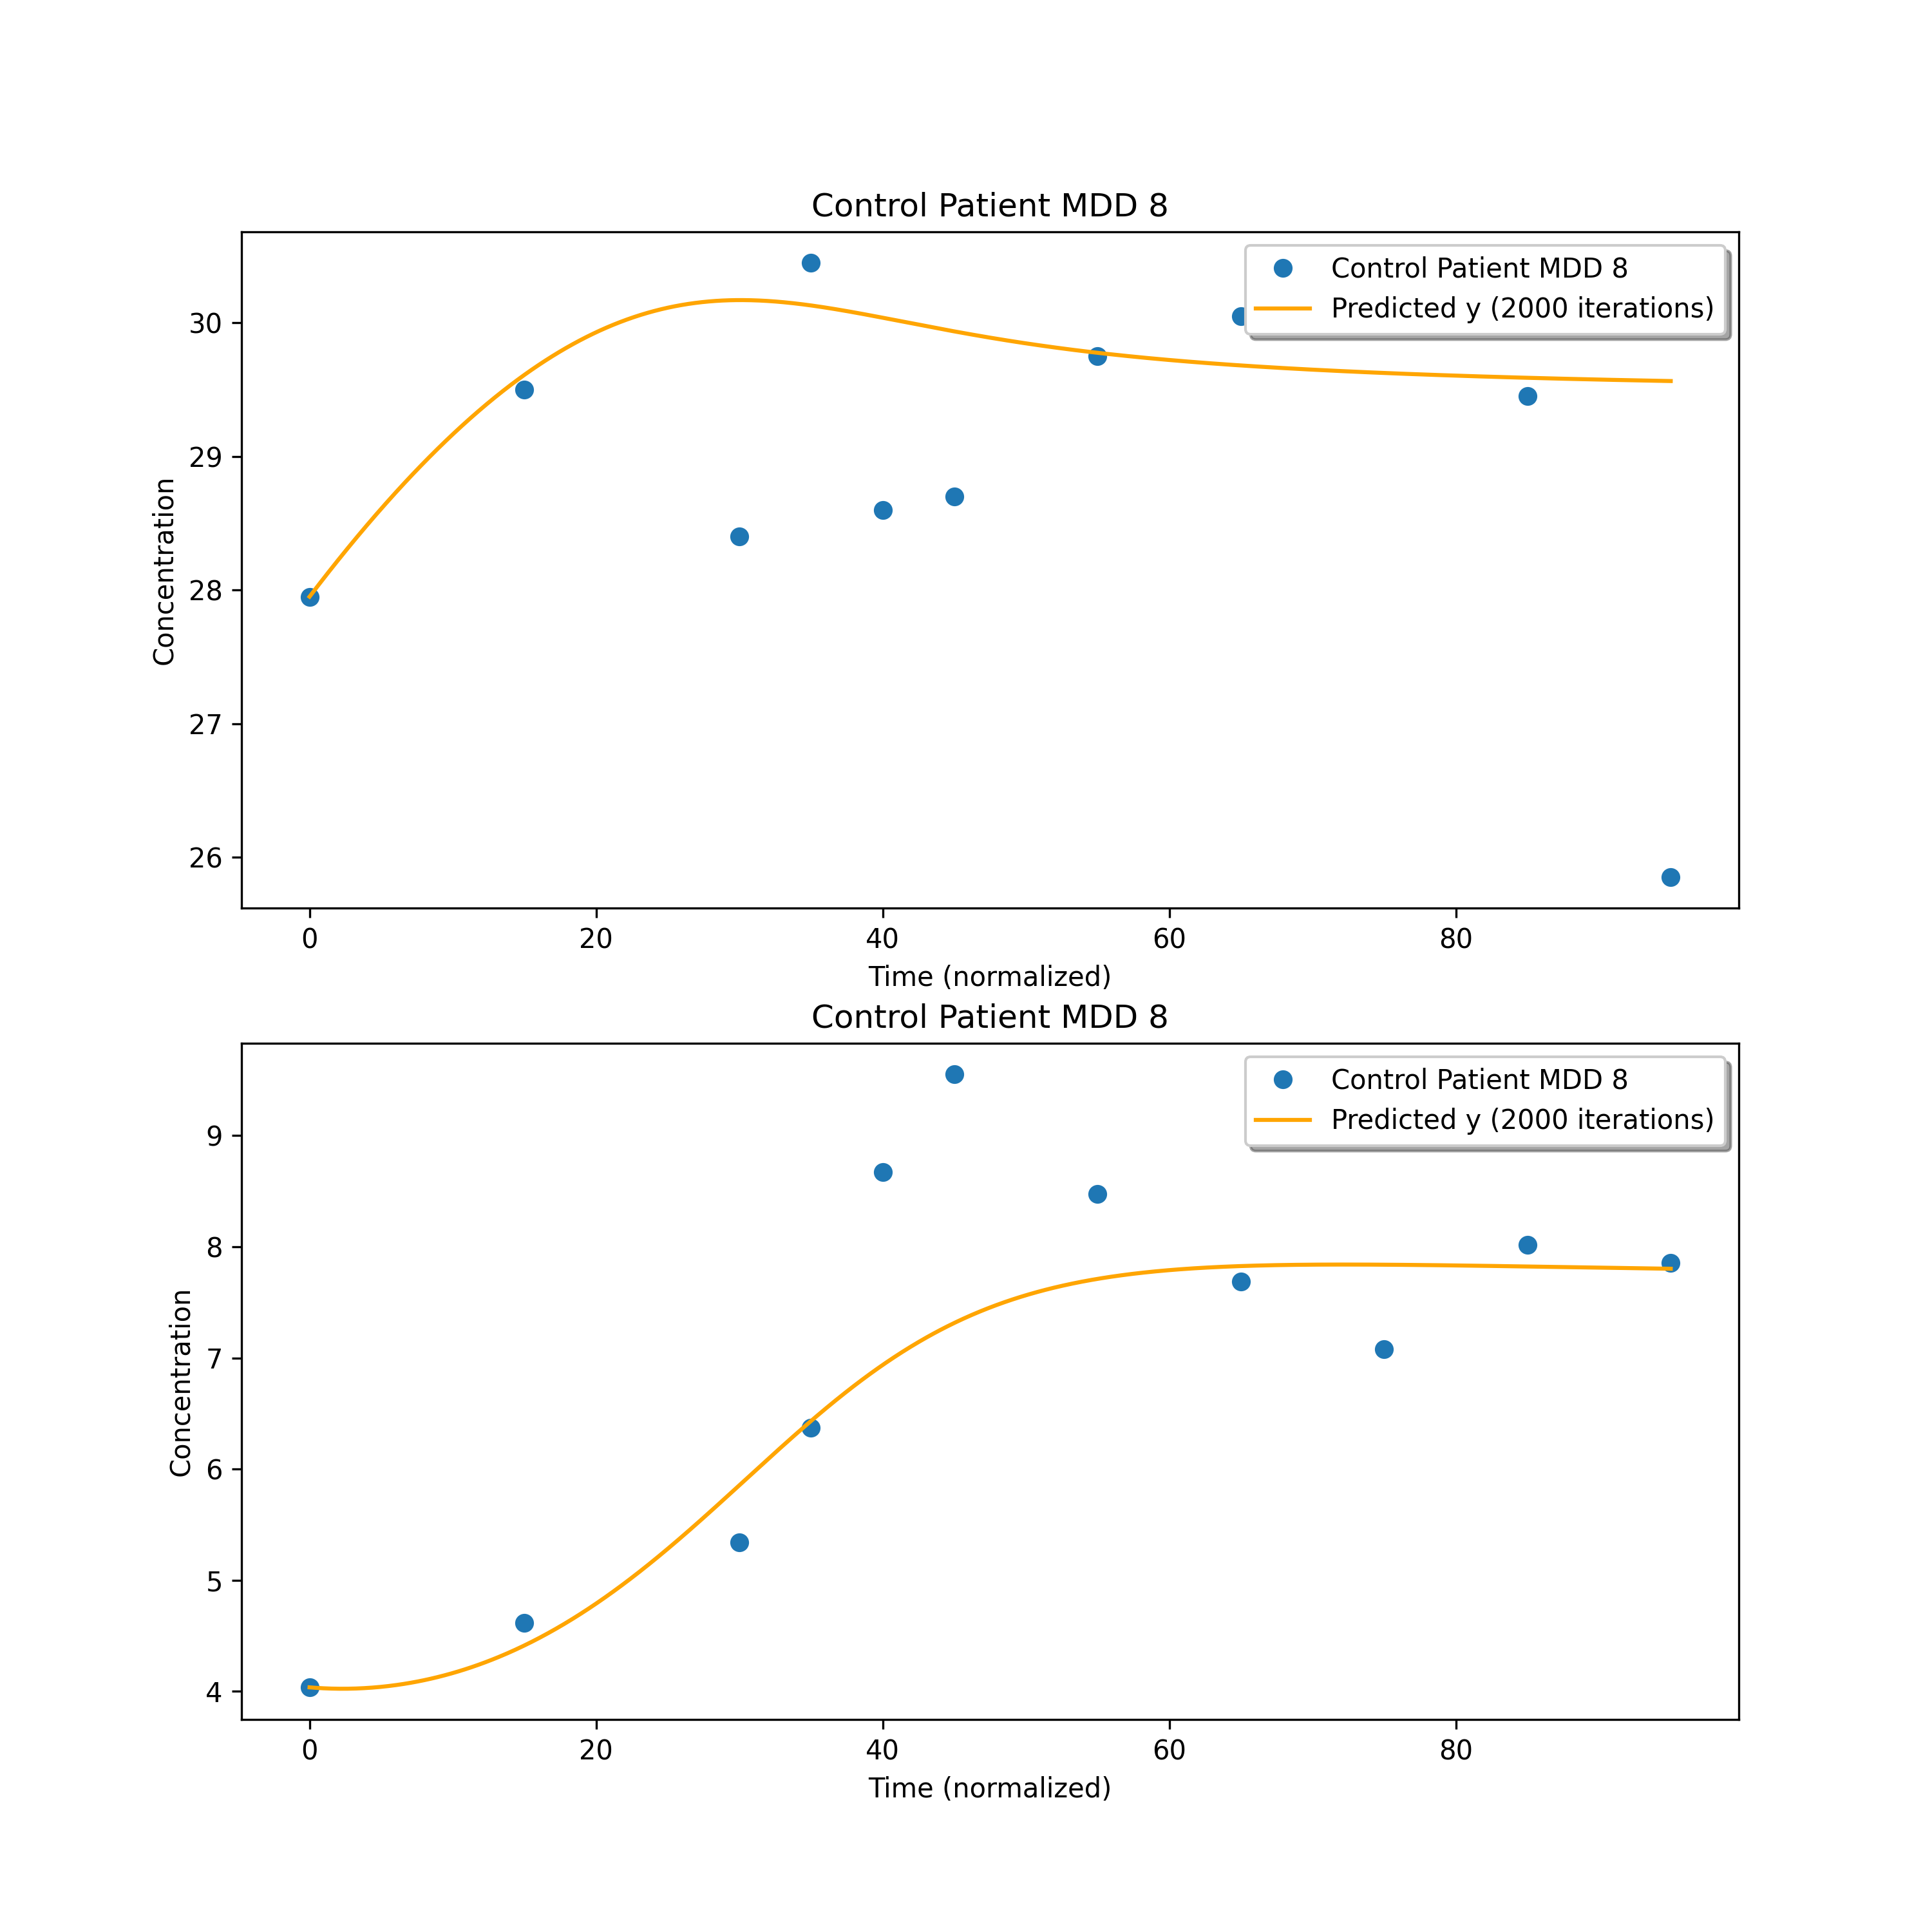 Control Patient MDD 8
Control Patient MDD 8
Predicted y (2000 iterations)
30
29
28
27
26
Concentration
0 20 40 60 80
Time (normalized)
Control Patient MDD 8
Control Patient MDD 8
Predicted y (2000 iterations)
9
8
7
6
5
4
Concentration
0 20 40 60 80
Time (normalized)